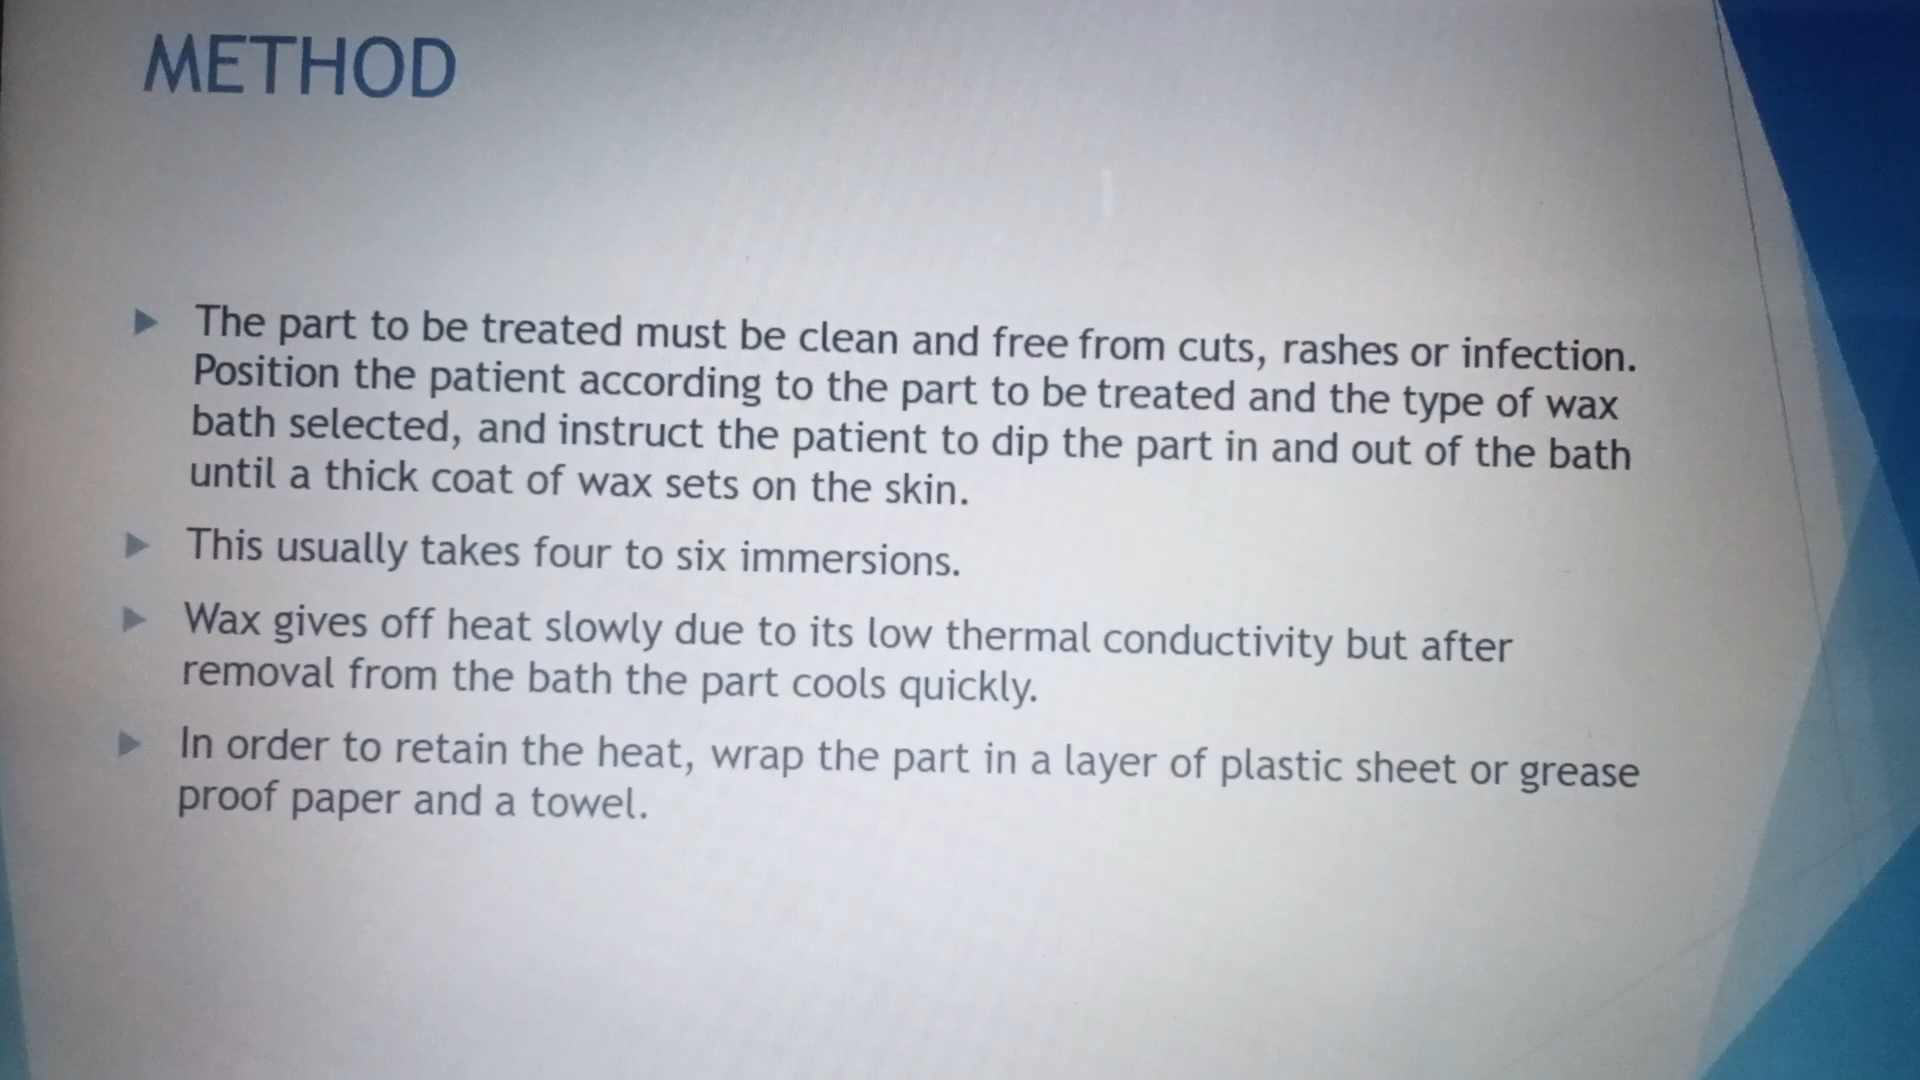 METHOD
The part to be treated must be clean and free from cuts, rashes or infection.
Position the patient according to the part to be treated and the type of wax
bath selected, and instruct the patient to dip the part in and out of the bath
until a thick coat of wax sets on the skin.
This usually takes four to six immersions.
Wax gives off heat slowly due to its low thermal conductivity but after
removal from the bath the part cools quickly.
In order to retain the heat, wrap the part in a layer of plastic sheet or grease
proof paper and a towel.